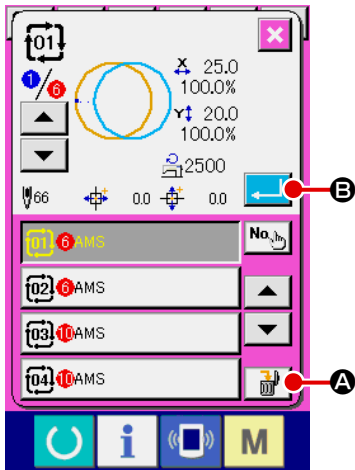 01
X 25.0
1/6
100.0%
Y 20.0
100.0%
2500
66 0.0 0.0
B
01 6 AMS
No.
02 6 AMS
03 10 AMS
04 10 AMS
A
i M